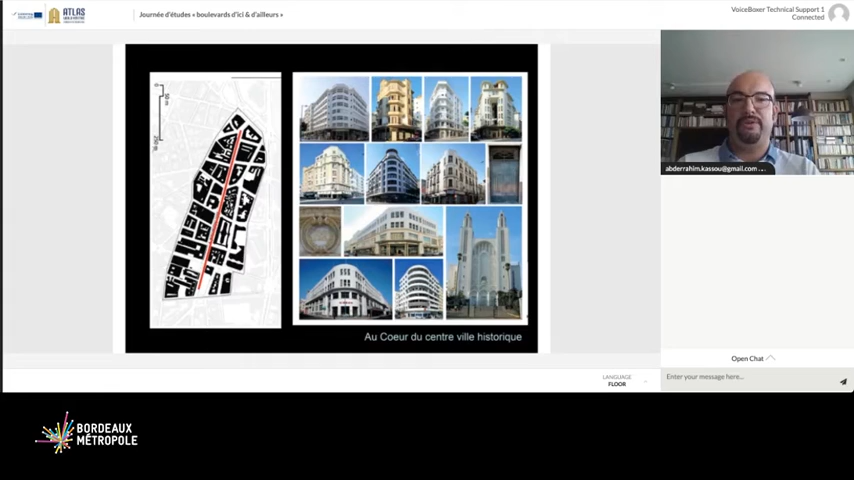 ATLAS
Journée d'études « boulevards d'ici & d'ailleurs »
VoiceBoxer Technical Support 1
Connected
abderrahim.kassou@gmail.com ...
Au Coeur du centre ville historique
Open Chat
LANGUAGE
FLOOR
Enter your message here...
BORDEAUX
MÉTROPOLE